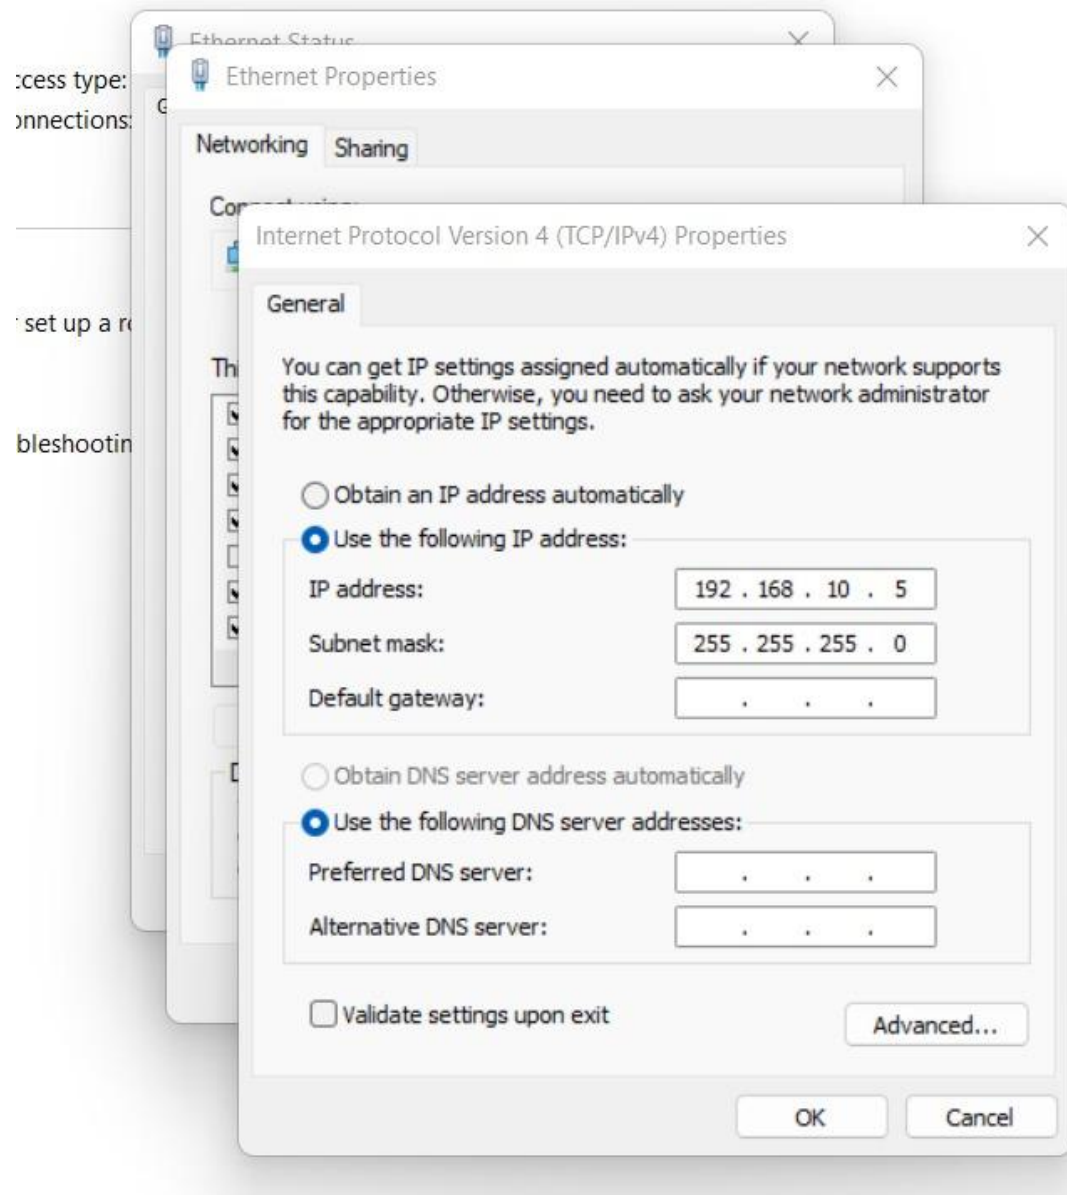 Ethernet Status
Ethernet Properties
ccess type:
onnections:
G
Networking
Sharing
Internet Protocol Version 4 (TCP/IPv4) Properties
General
set up a
You can get IP settings assigned automatically if your network supports
this capability. Otherwise, you need to ask your network administrator
for the appropriate IP settings.
Thi
bleshootin
Obtain an IP address automatically
Use the following IP address:
IP address: 192 . 168 . 10 . 5
Subnet mask: 255 . 255 . 255 . 0
Default gateway: . . .
Obtain DNS server address automatically
Use the following DNS server addresses:
Preferred DNS server: . . .
Alternative DNS server: . . .
Validate settings upon exit
Advanced...
OK
Cancel